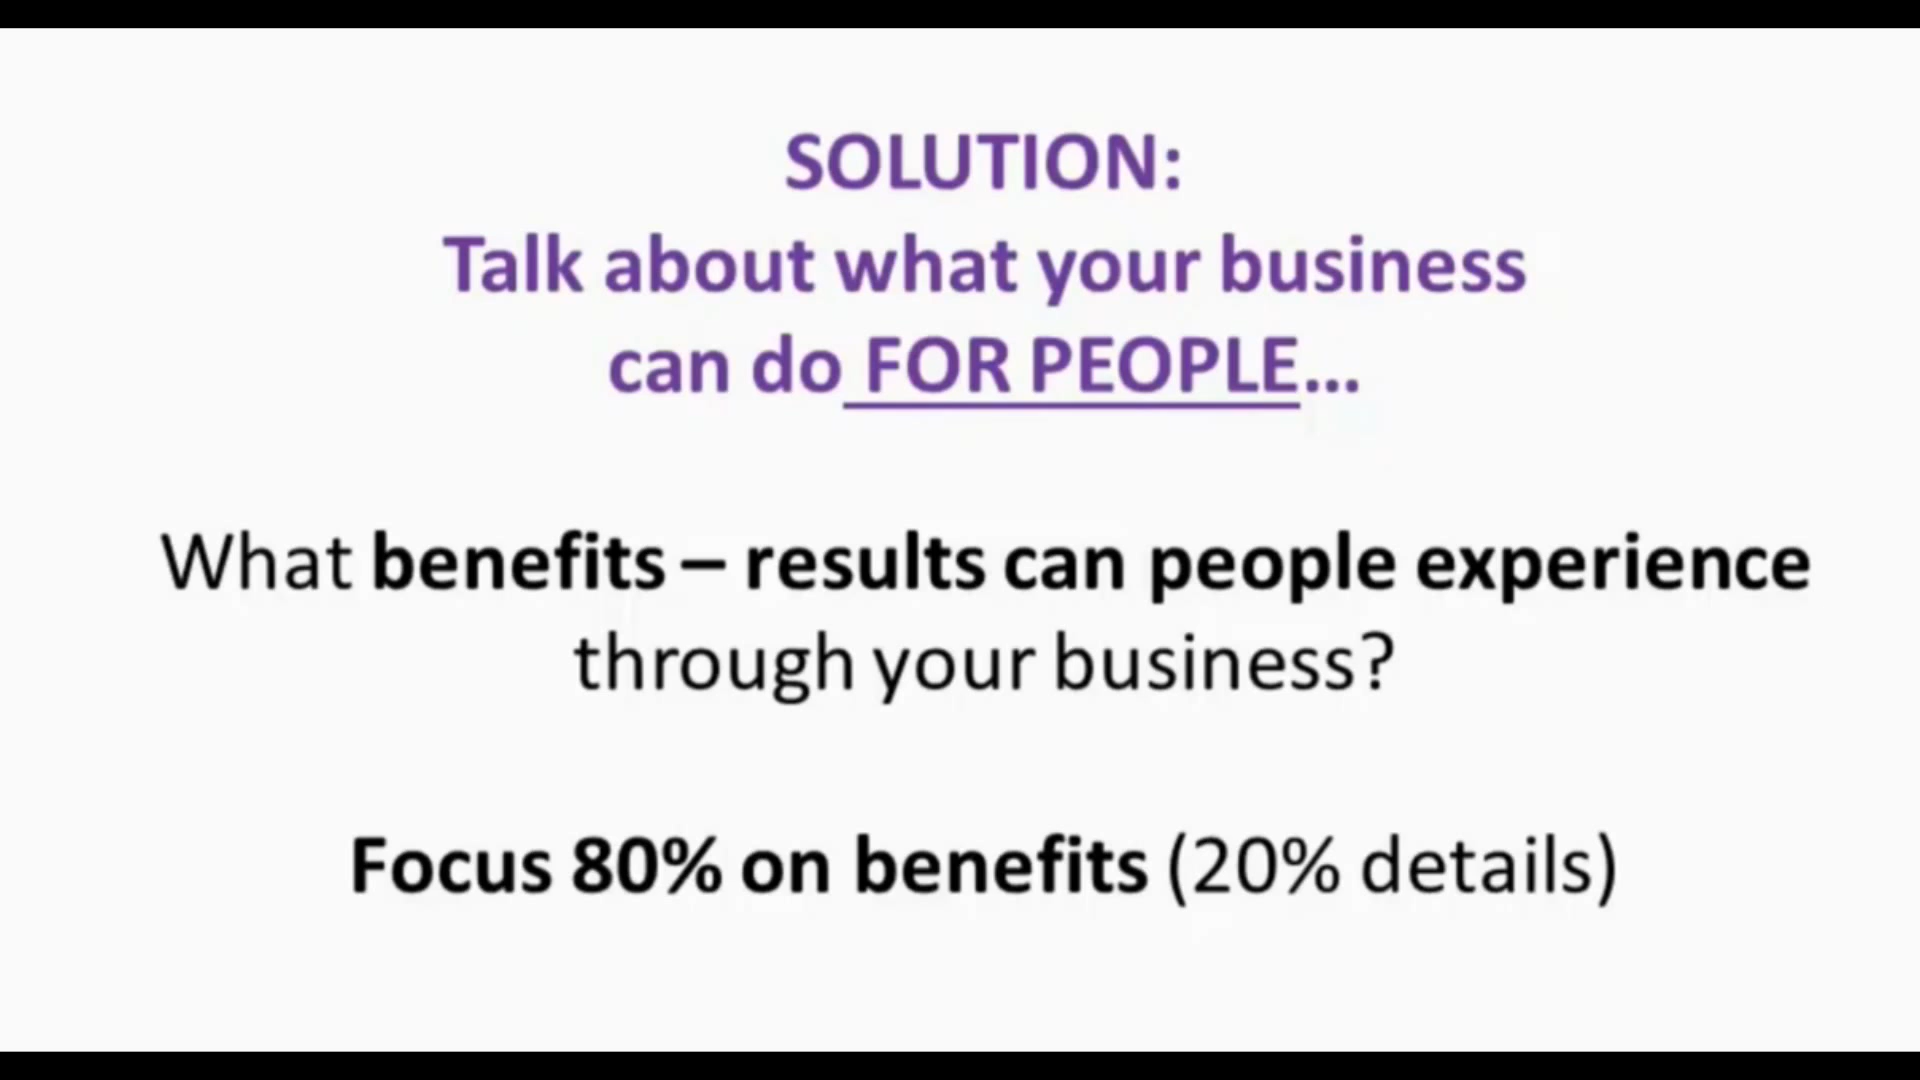 SOLUTION:
Talk about what your business
can do FOR PEOPLE...
What benefits – results can people experience
through your business?
Focus 80% on benefits (20% details)